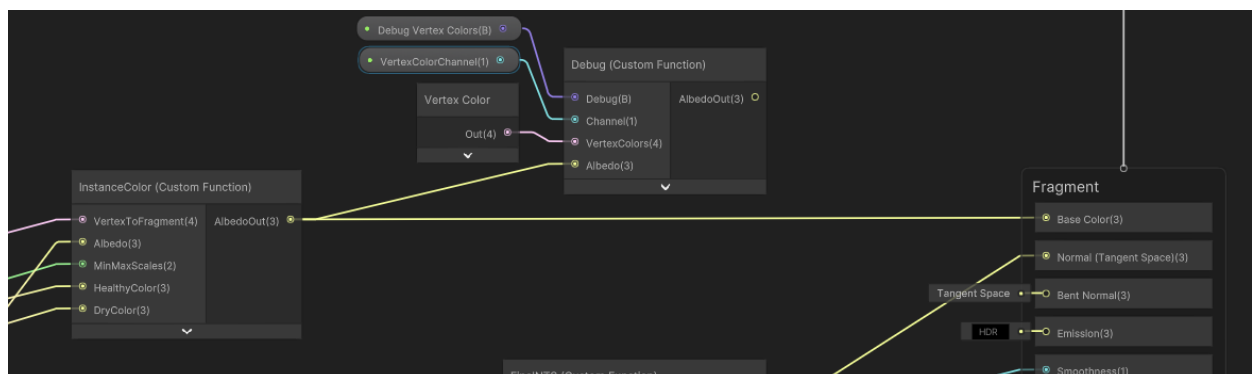 Debug Vertex Colors(B)
VertexColorChannel(1)
Debug (Custom Function)
Debug(B)
AlbedoOut(3)
Channel(1)
VertexColors(4)
Albedo(3)
Vertex Color
Out(4)
InstanceColor (Custom Function)
VertexToFragment(4)
AlbedoOut(3)
Albedo(3)
MinMaxScales(2)
HealthyColor(3)
DryColor(3)
Fragment
Base Color(3)
Normal (Tangent Space)(3)
Tangent Space
Bent Normal(3)
HDR
Emission(3)
Smoothness(1)
(Custom Function)